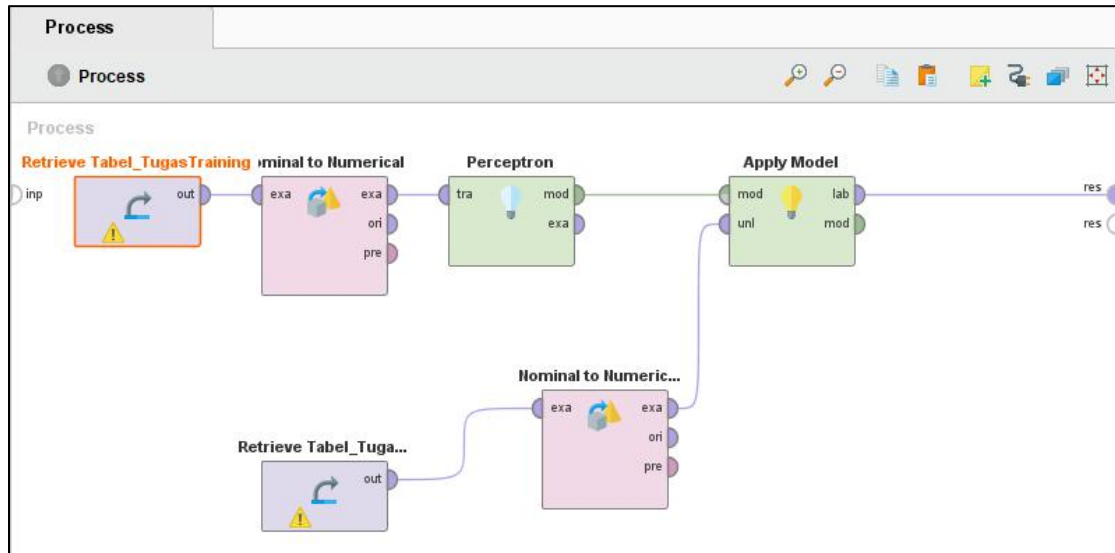 Process
Process
Process
Retrieve Tabel_TugasTraining
ominal to Numerical
Perceptron
Apply Model
inp
out
exa
exa
ori
pre
tra
mod
exa
mod
unl
lab
mod
res
res
Nominal to Numeric...
exa
exa
ori
pre
Retrieve Tabel_Tuga...
out